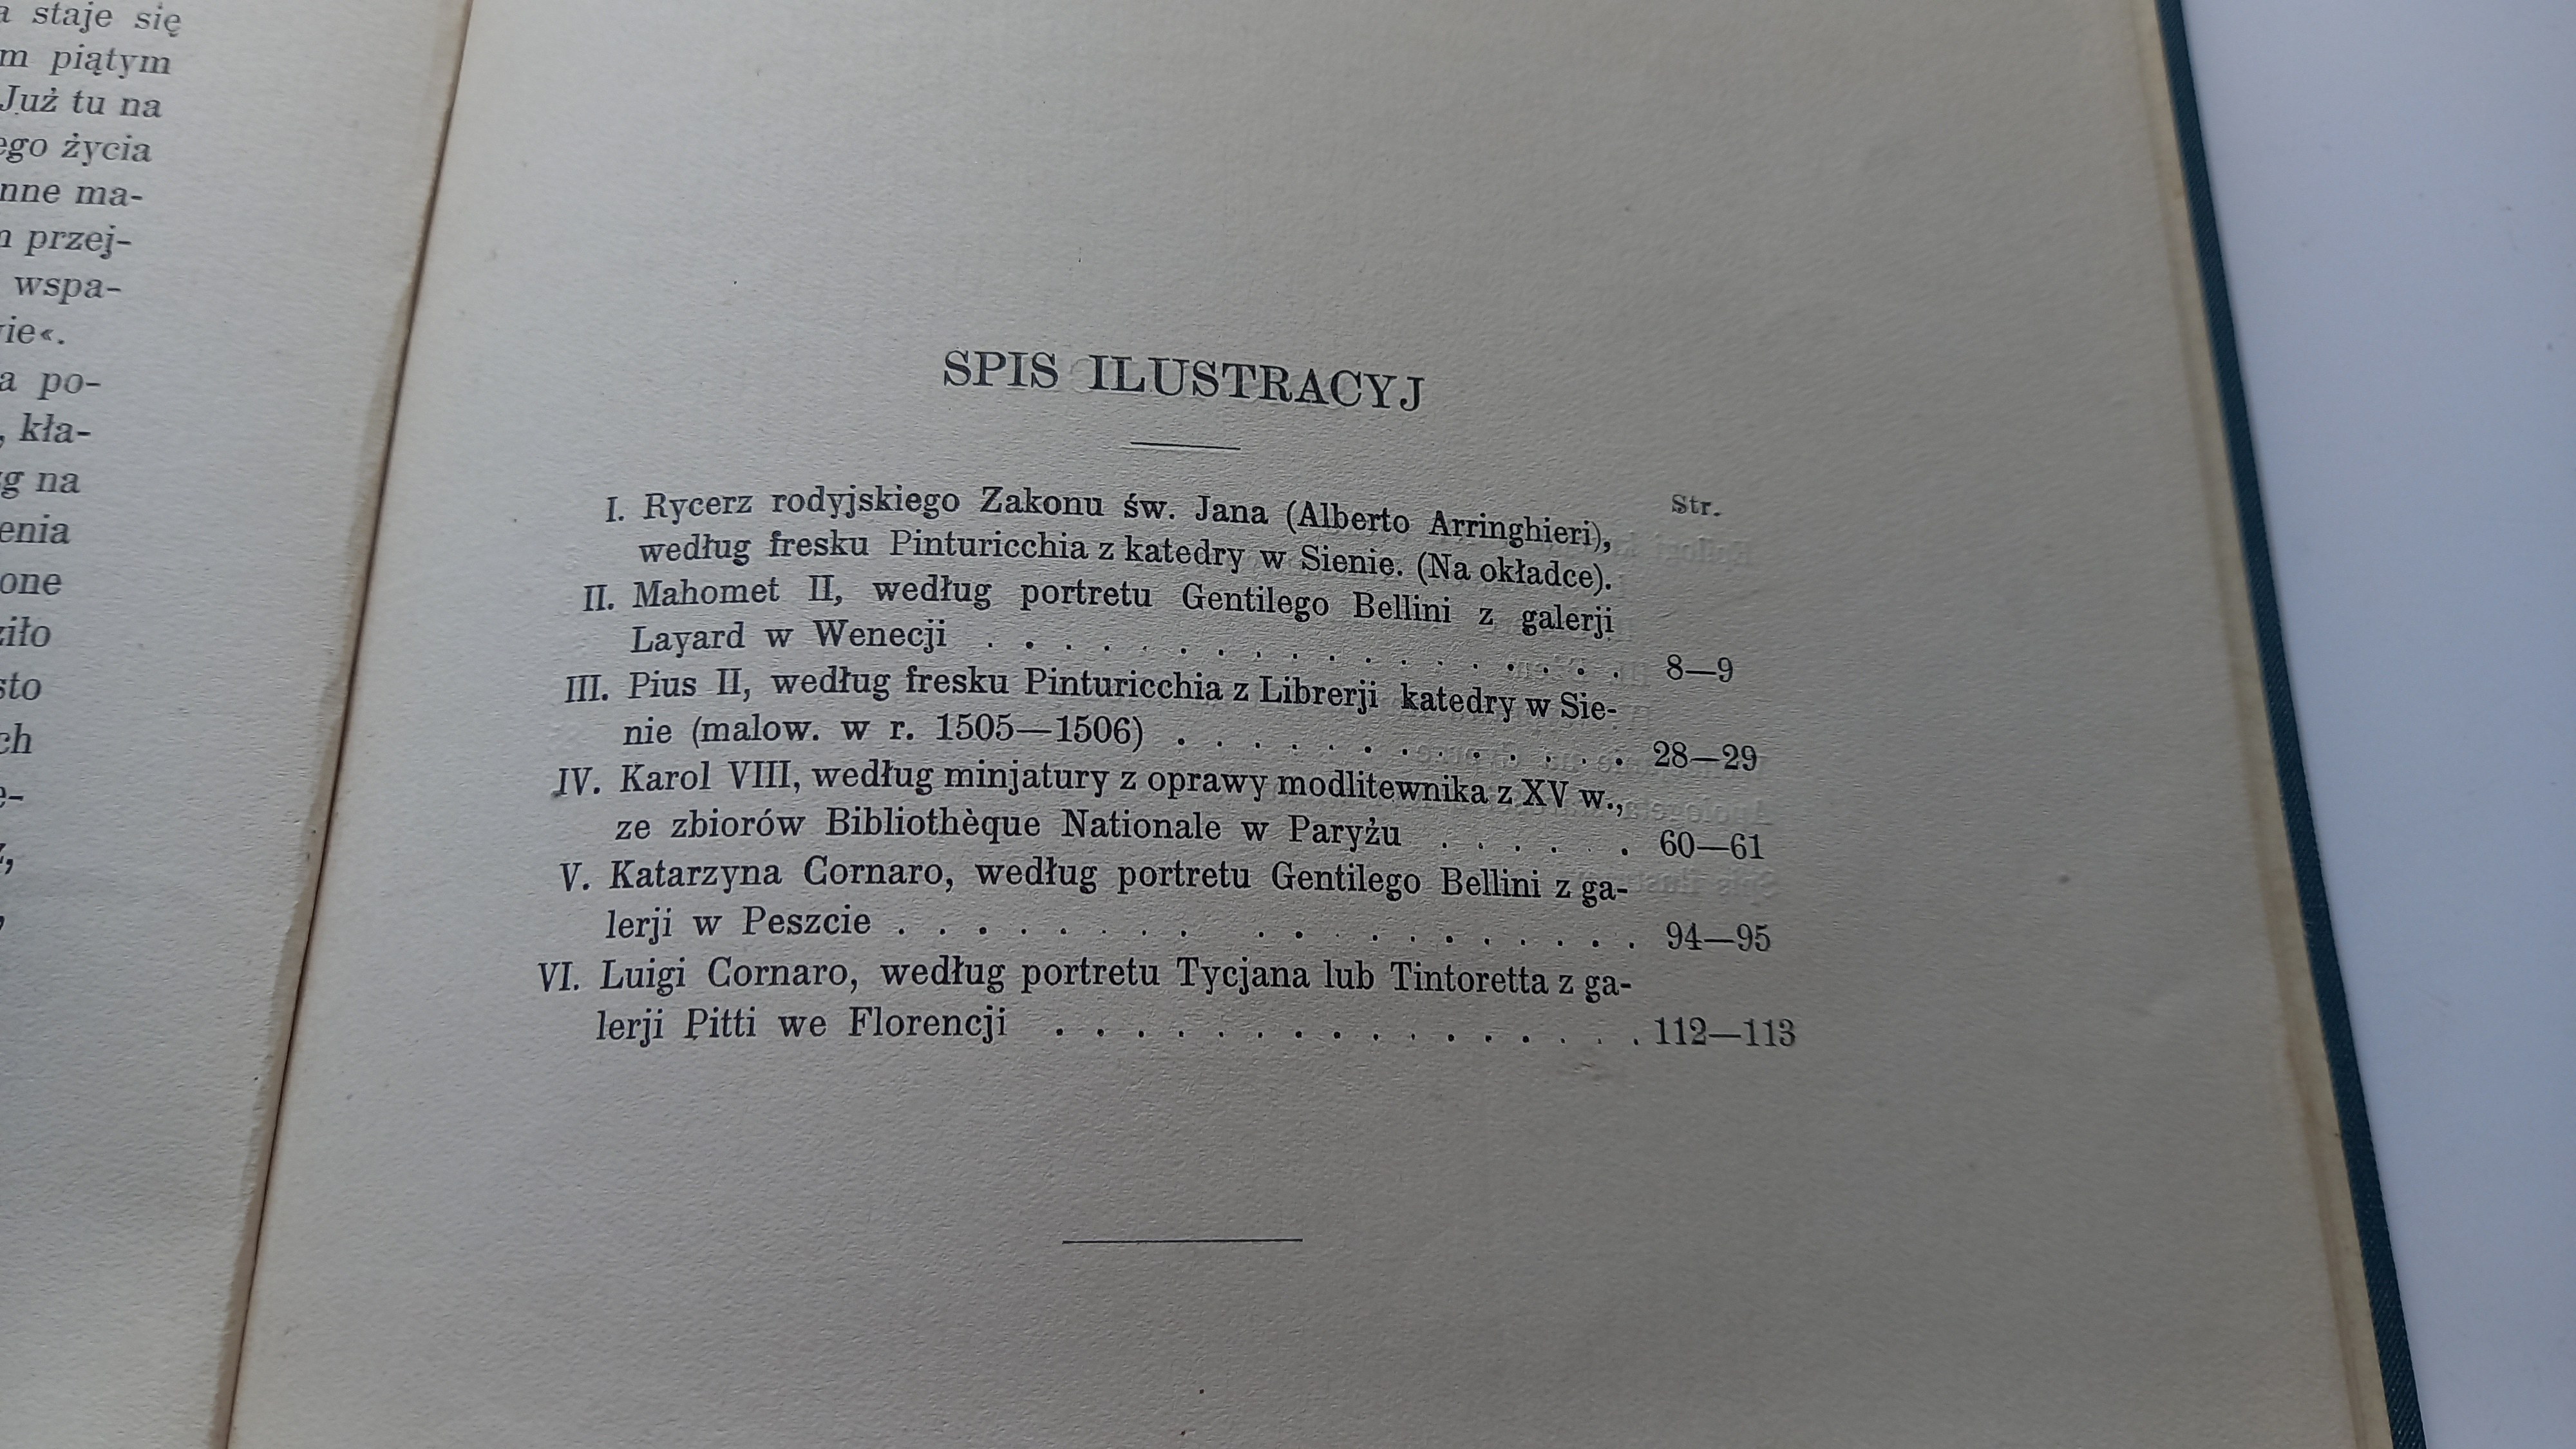 a staje się
m piątym
Już tu na
ego życia
nne ma-
przej-
wspa-
ie«.
a po-
, kła-
g na
enia
one
iło
sto
ch
e-
SPIS ILUSTRACYJ
Str.
I. Rycerz rodyjskiego Zakonu św. Jana (Alberto Arringhieri),
według fresku Pinturicchia z katedry w Sienie. (Na okładce).
II. Mahomet II, według portretu Gentilego Bellini z galerji
Layard w Wenecji . . . . . . . . . . . . . . . . . . 8—9
III. Pius II, według fresku Pinturicchia z Librerji katedry w Sie-
nie (malow. w r. 1505—1506) . . . . . . . . . . . . . 28—29
IV. Karol VIII, według minjatury z oprawy modlitewnika z XV w.,
ze zbiorów Bibliothèque Nationale w Paryżu . . . . . . 60—61
V. Katarzyna Cornaro, według portretu Gentilego Bellini z ga-
lerji w Peszcie . . . . . . . . . . . . . . . . . . . 94—95
VI. Luigi Cornaro, według portretu Tycjana lub Tintoretta z ga-
lerji Pitti we Florencji . . . . . . . . . . . . . . . 112—113